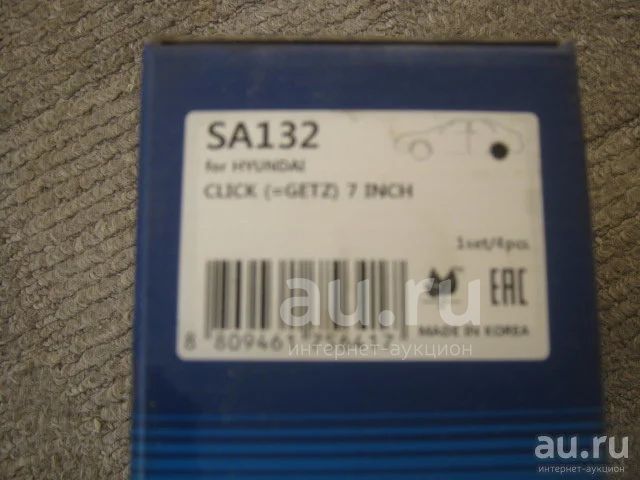 SA132
for HYUNDAI
CLICK (=GETZ) 7 INCH
1set/4pcs
EAC
MADE IN KOREA
au.ru
интернет-аукцион
au.ru
интернет-аукцион